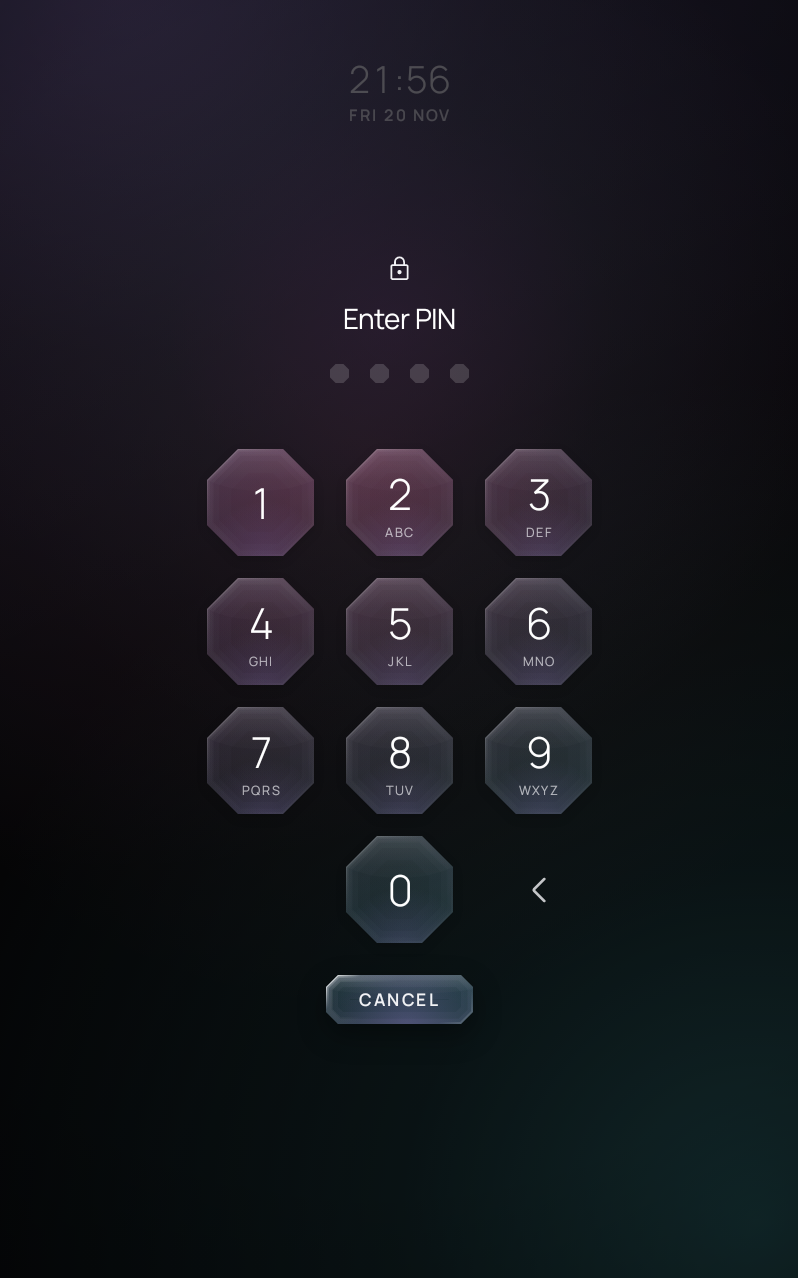 21:56
FRI 20 NOV
Enter PIN
1 2 3
ABC DEF
4 5 6
GHI JKL MNO
7 8 9
PQRS TUV WXYZ
0
CANCEL